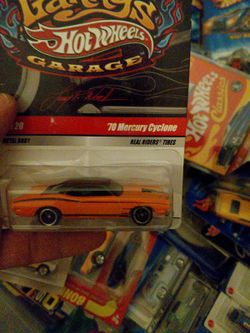 Larry's
Hot Wheels
GARAGE
20
'70 Mercury Cyclone
METAL BODY
REAL RIDERS TIRES
Hot Wheels
Classics